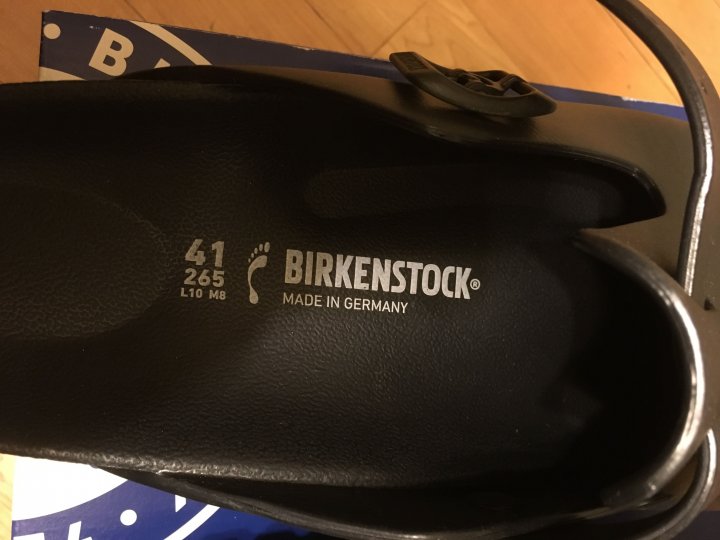 41
265
L10 M8
BIRKENSTOCK®
MADE IN GERMANY